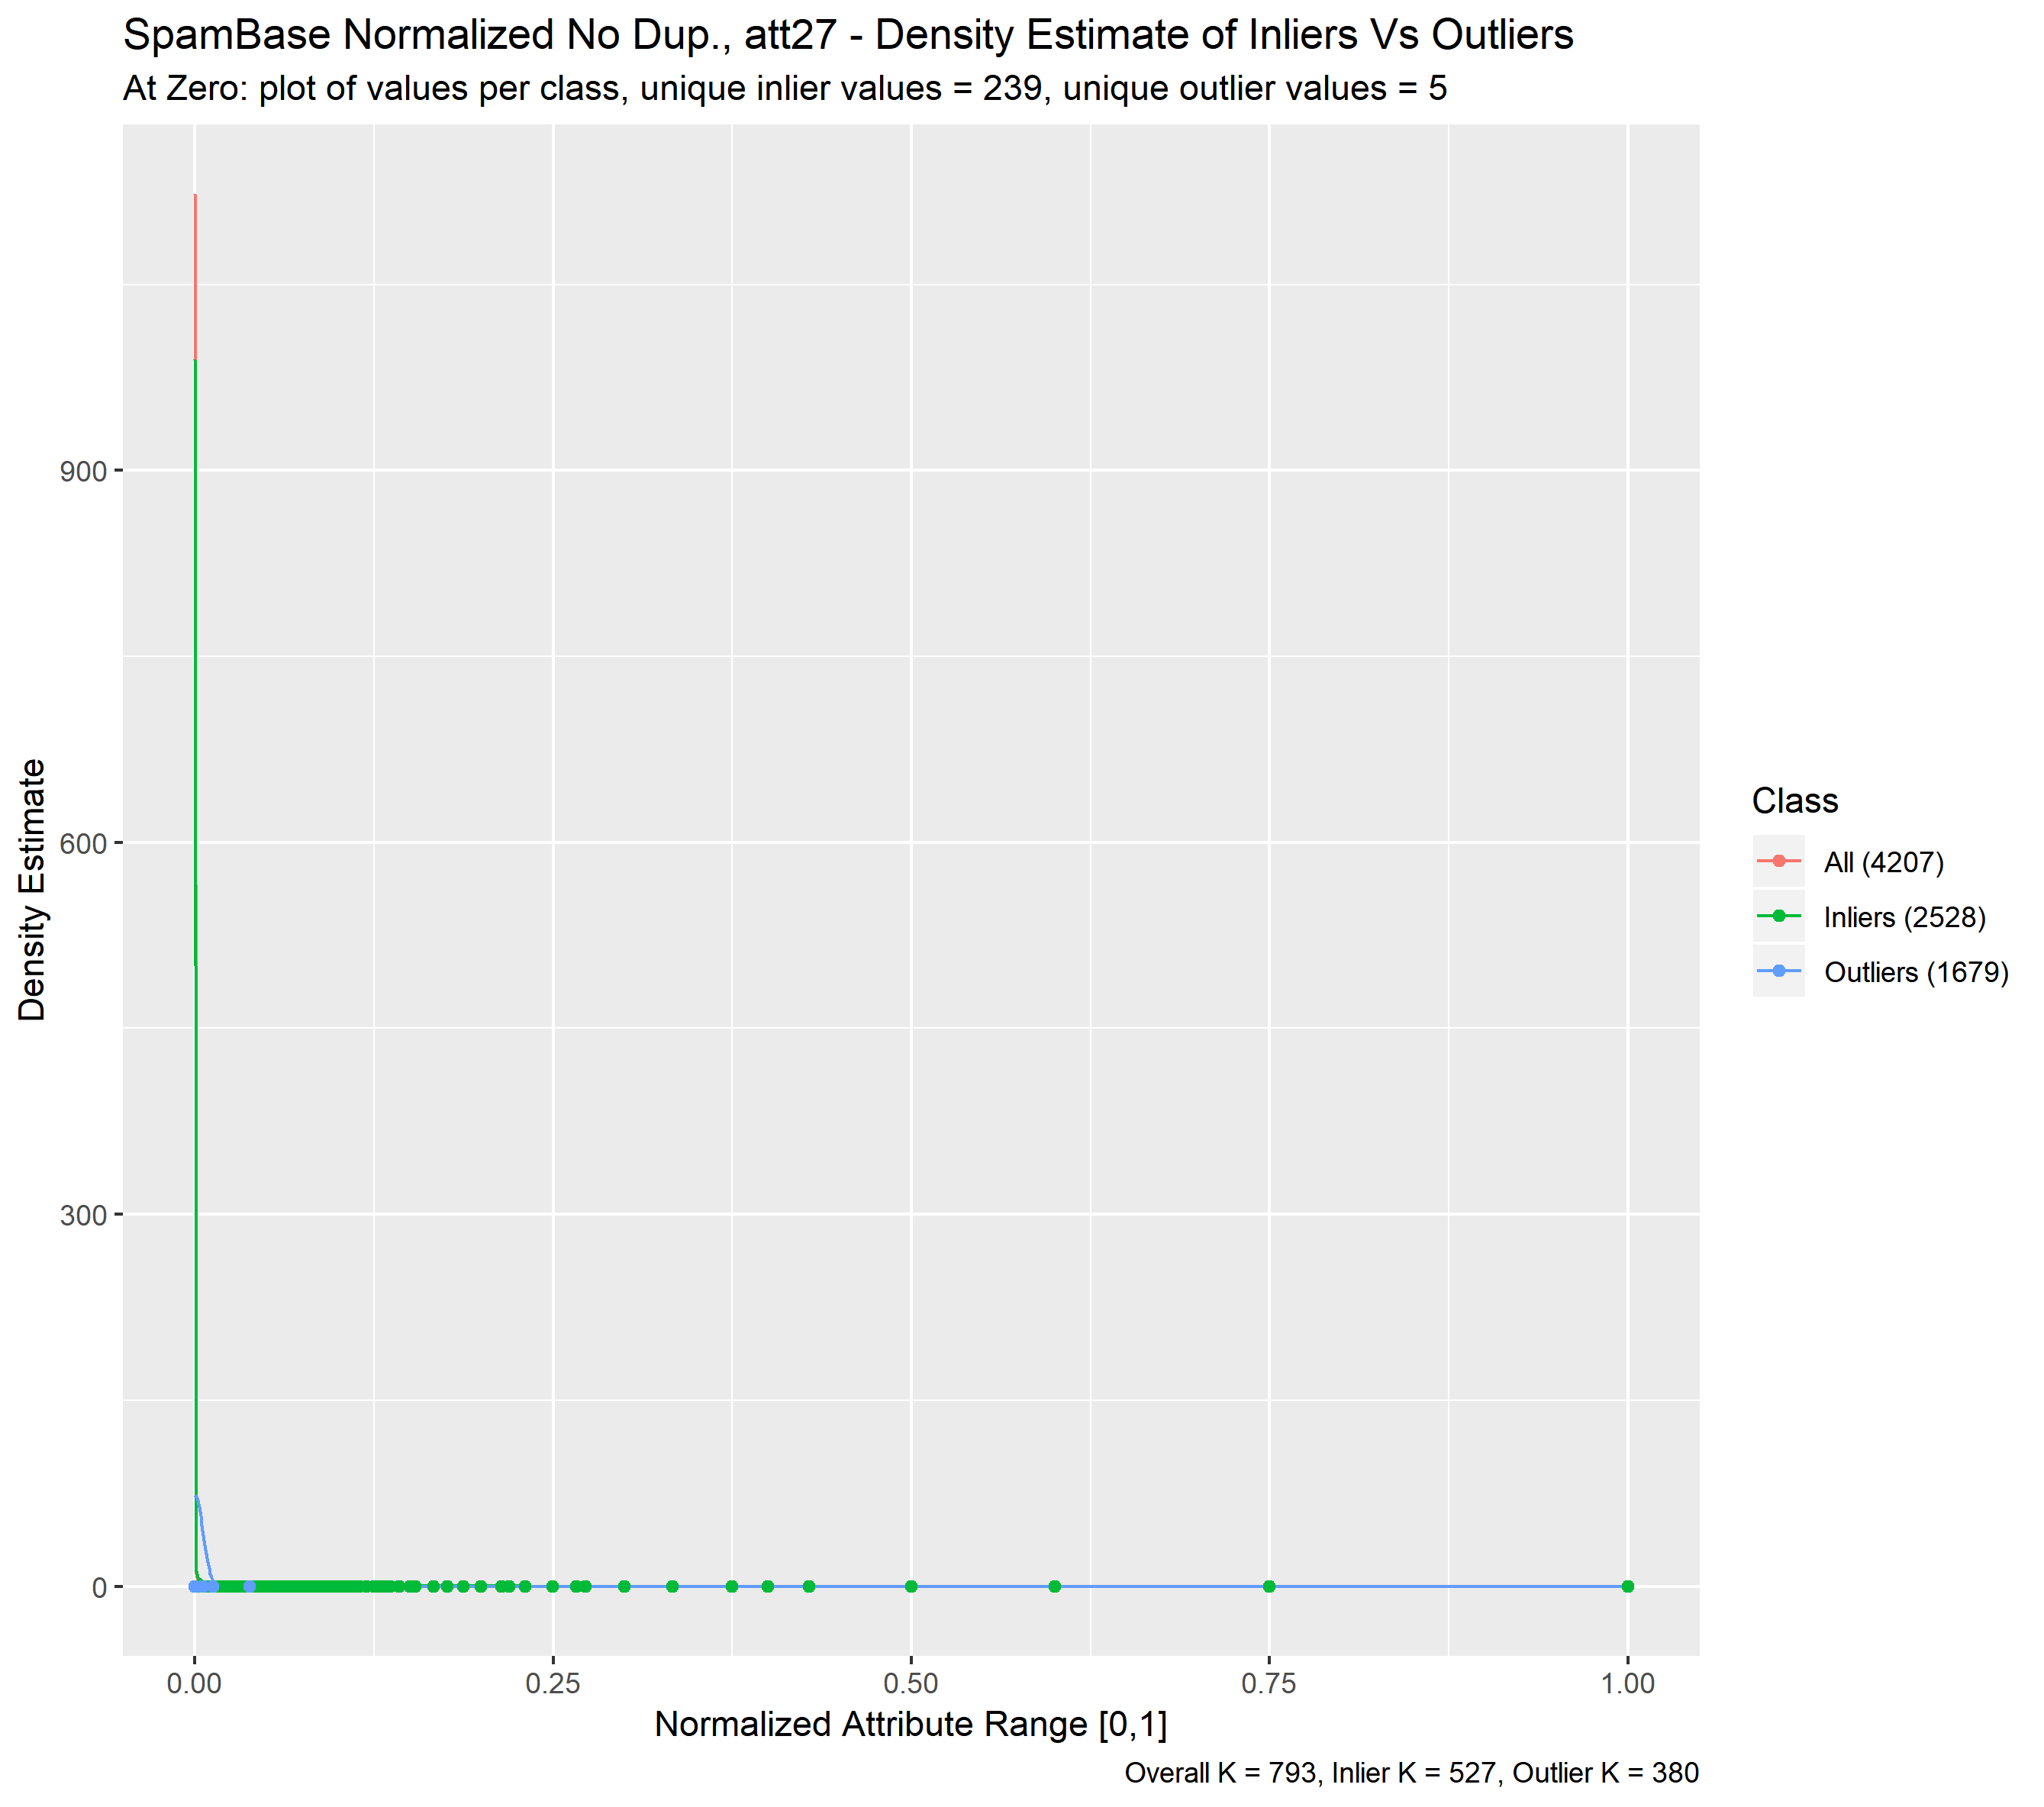 SpamBase Normalized No Dup., att27 - Density Estimate of Inliers Vs Outliers
At Zero: plot of values per class, unique inlier values = 239, unique outlier values = 5
Density Estimate
900
600
300
0
0.00
0.25
0.50
0.75
1.00
Normalized Attribute Range [0,1]
Overall K = 793, Inlier K = 527, Outlier K = 380
Class
All (4207)
Inliers (2528)
Outliers (1679)